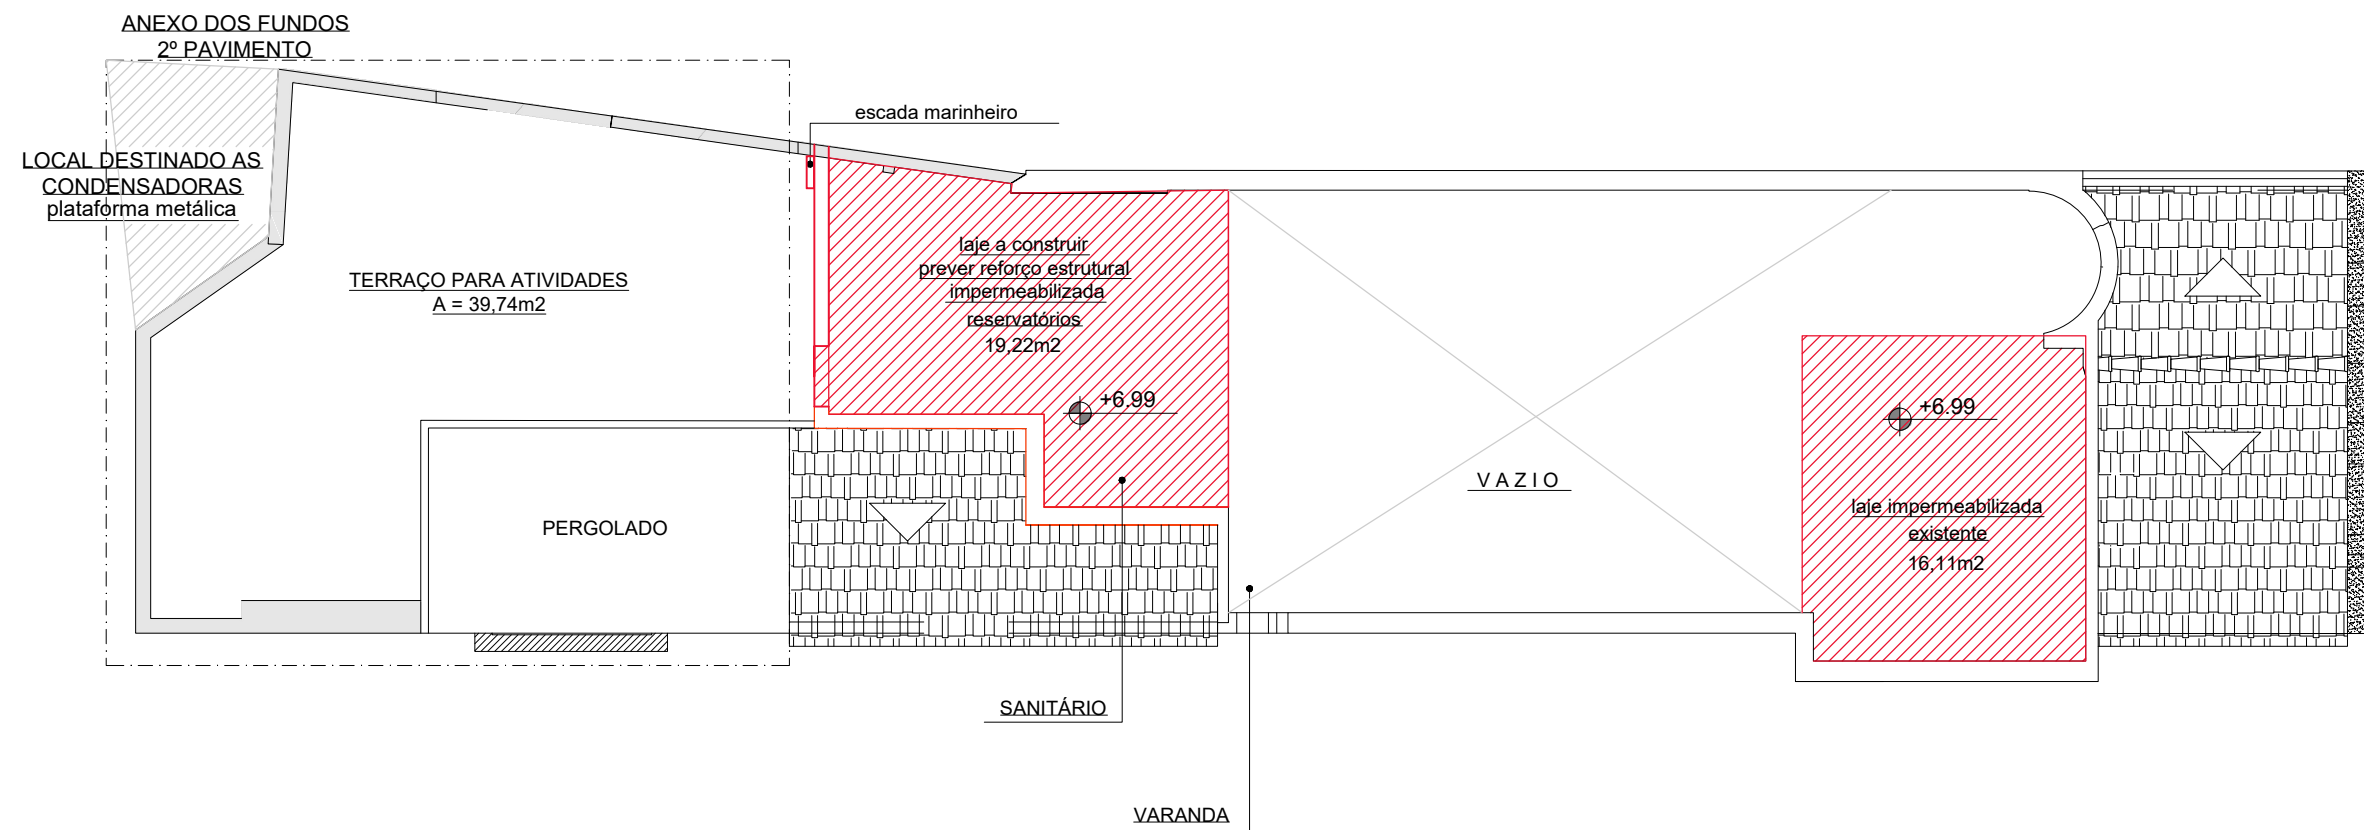 ANEXO DOS FUNDOS
2º PAVIMENTO
escada marinheiro
LOCAL DESTINADO AS
CONDENSADORAS
plataforma metálica
TERRAÇO PARA ATIVIDADES
A = 39,74m2
laje a construir
prever reforço estrutural
impermeabilizada
reservatórios
19,22m2
+6.99
+6.99
VAZIO
laje impermeabilizada
existente
16,11m2
PERGOLADO
SANITÁRIO
VARANDA